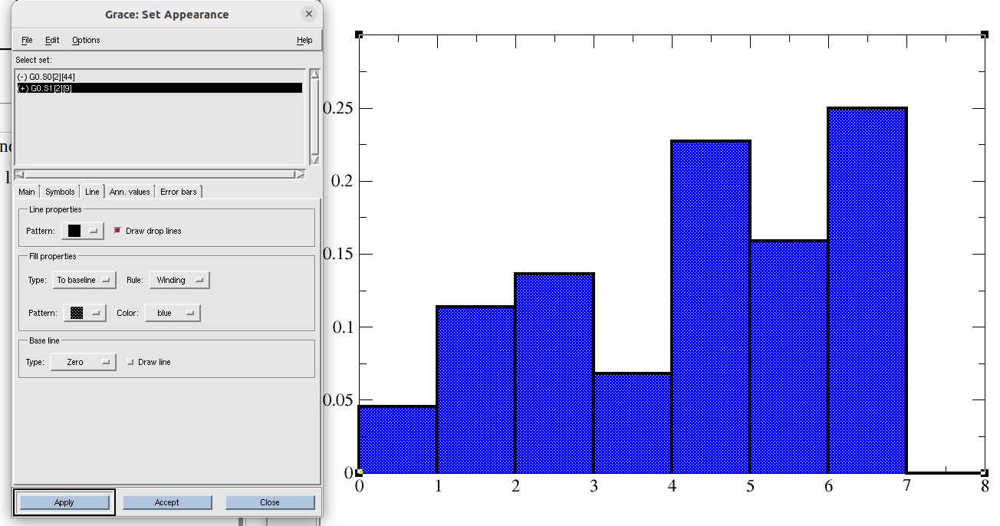 Grace: Set Appearance
File Edit Options Help
Select set:
(-) G0.S0[2][44]
(+) G0.S1[2][9]
Main Symbols Line Ann. values Error bars
Line properties
Pattern: Draw drop lines
Fill properties
Type: To baseline Rule: Winding
Pattern: Color: blue
Base line
Type: Zero Draw line
Apply Accept Close
0.25
0.2
0.15
0.1
0.05
0
0 1 2 3 4 5 6 7 8